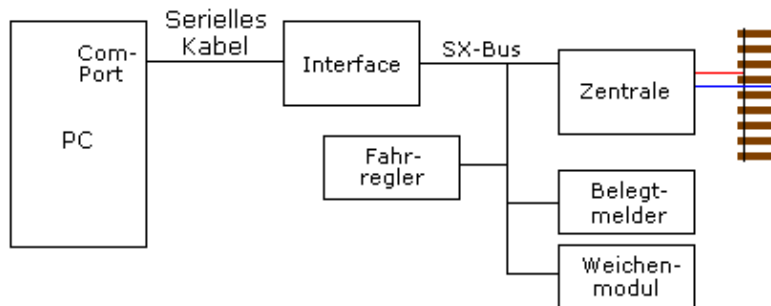 Serielles
Kabel
Com-
Port
PC
Interface
SX-Bus
Zentrale
Fahr-
regler
Belegt-
melder
Weichen-
modul